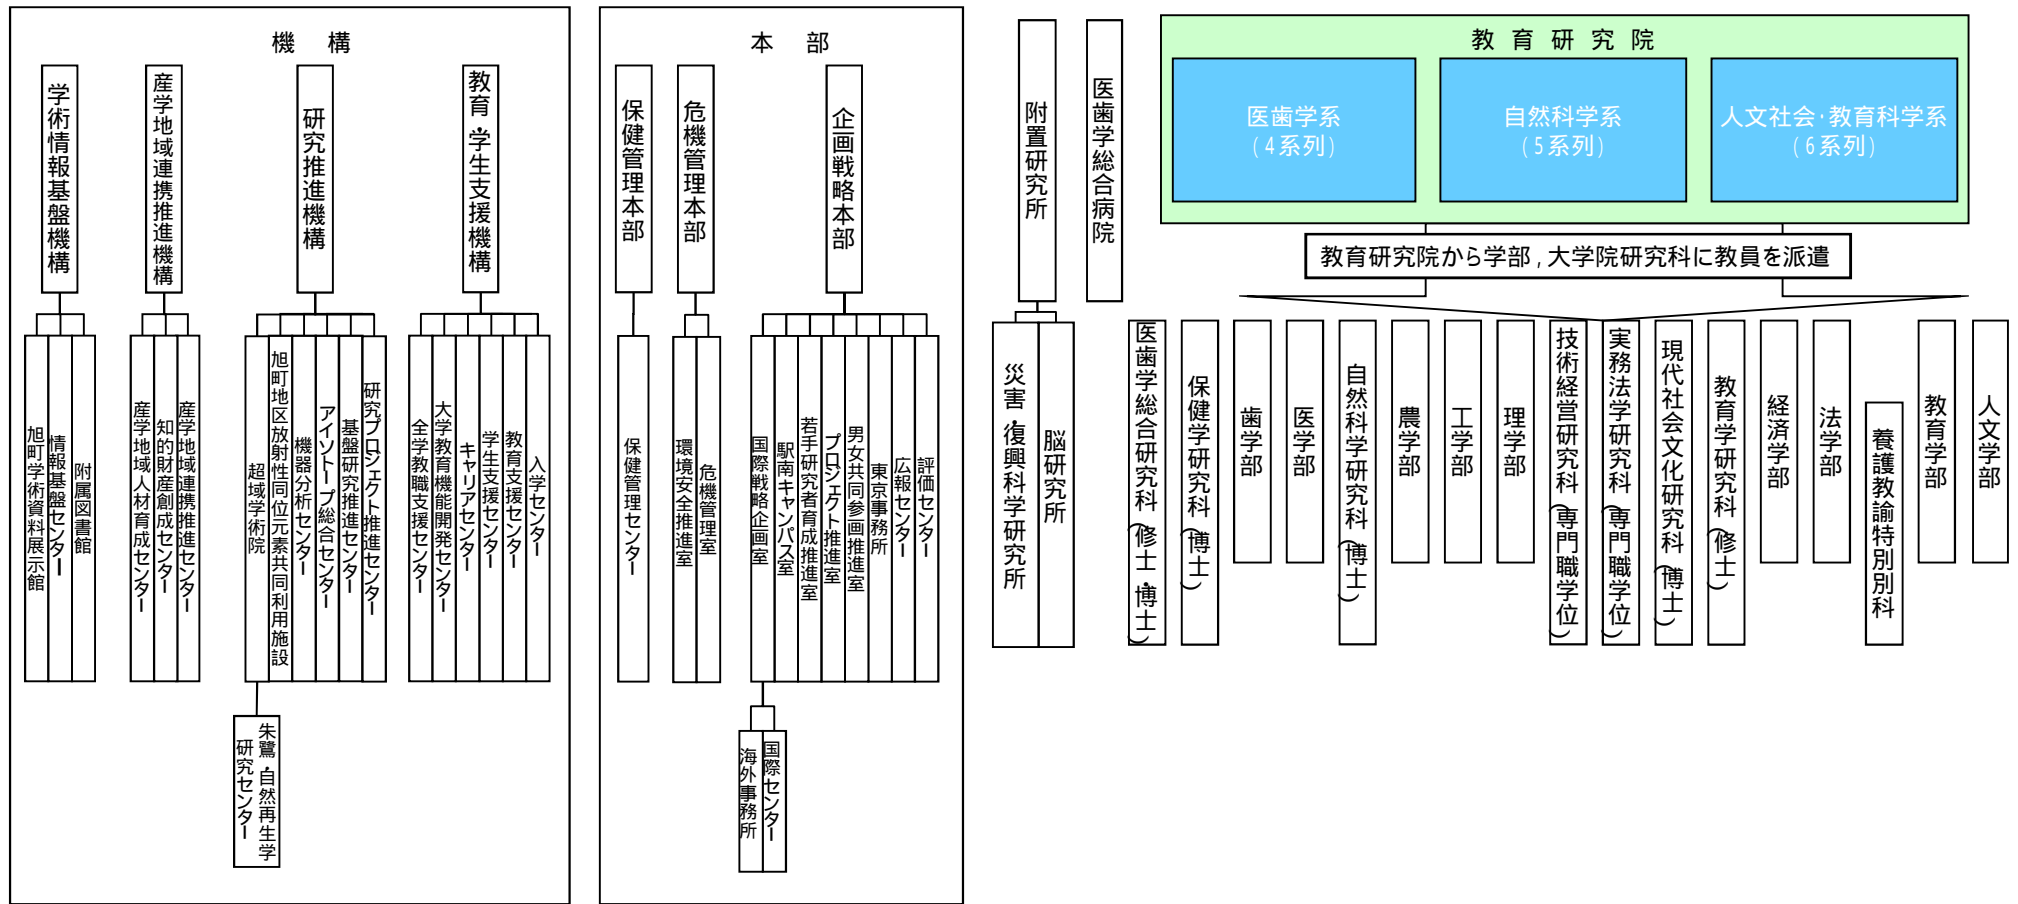 機 構
学術情報基盤機構
産学地域連携推進機構
研究推進機構
教育・学生支援機構
旭町学術資料展示館
情報基盤センター
附属図書館
産学地域人材育成センター
知的財産創成センター
産学地域連携推進センター
超域学術院
旭町地区放射性同位元素共同利用施設
機器分析センター
アイソトープ総合センター
基盤研究推進センター
研究プロジェクト推進センター
全学教職支援センター
大学教育機能開発センター
キャリアセンター
学生支援センター
教育支援センター
入学センター
朱鷺・自然再生学
研究センター
本 部
保健管理本部
危機管理本部
企画戦略本部
保健管理センター
環境安全推進室
危機管理室
国際戦略企画室
駅南キャンパス室
若手研究者育成推進室
プロジェクト推進室
男女共同参画推進室
東京事務所
広報センター
評価センター
海外事務所
国際センター
附置研究所
医歯学総合病院
災害・復興科学研究所
脳研究所
教 育 研 究 院
医歯学系
(4系列)
自然科学系
(5系列)
人文社会・教育科学系
(6系列)
教育研究院から学部，大学院研究科に教員を派遣
医歯学総合研究科(修士・博士)
保健学研究科(博士)
歯学部
医学部
自然科学研究科(博士)
農学部
工学部
理学部
技術経営研究科(専門職学位)
実務法学研究科(専門職学位)
現代社会文化研究科(博士)
教育学研究科(修士)
経済学部
法学部
養護教諭特別別科
教育学部
人文学部